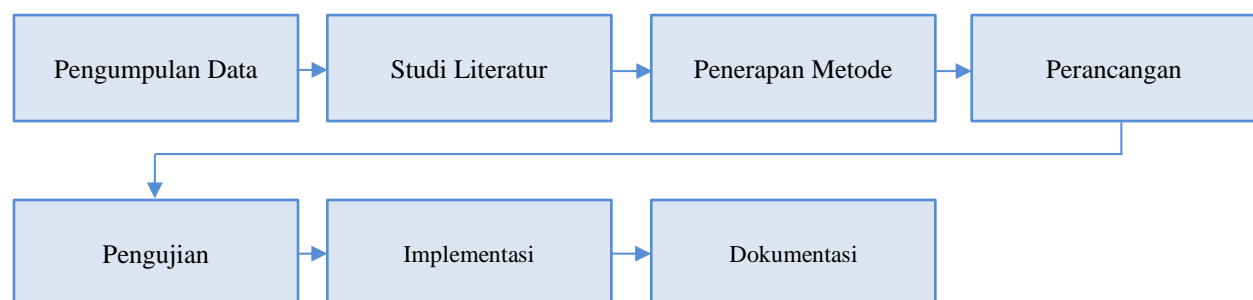 Pengumpulan Data
Studi Literatur
Penerapan Metode
Perancangan
Pengujian
Implementasi
Dokumentasi